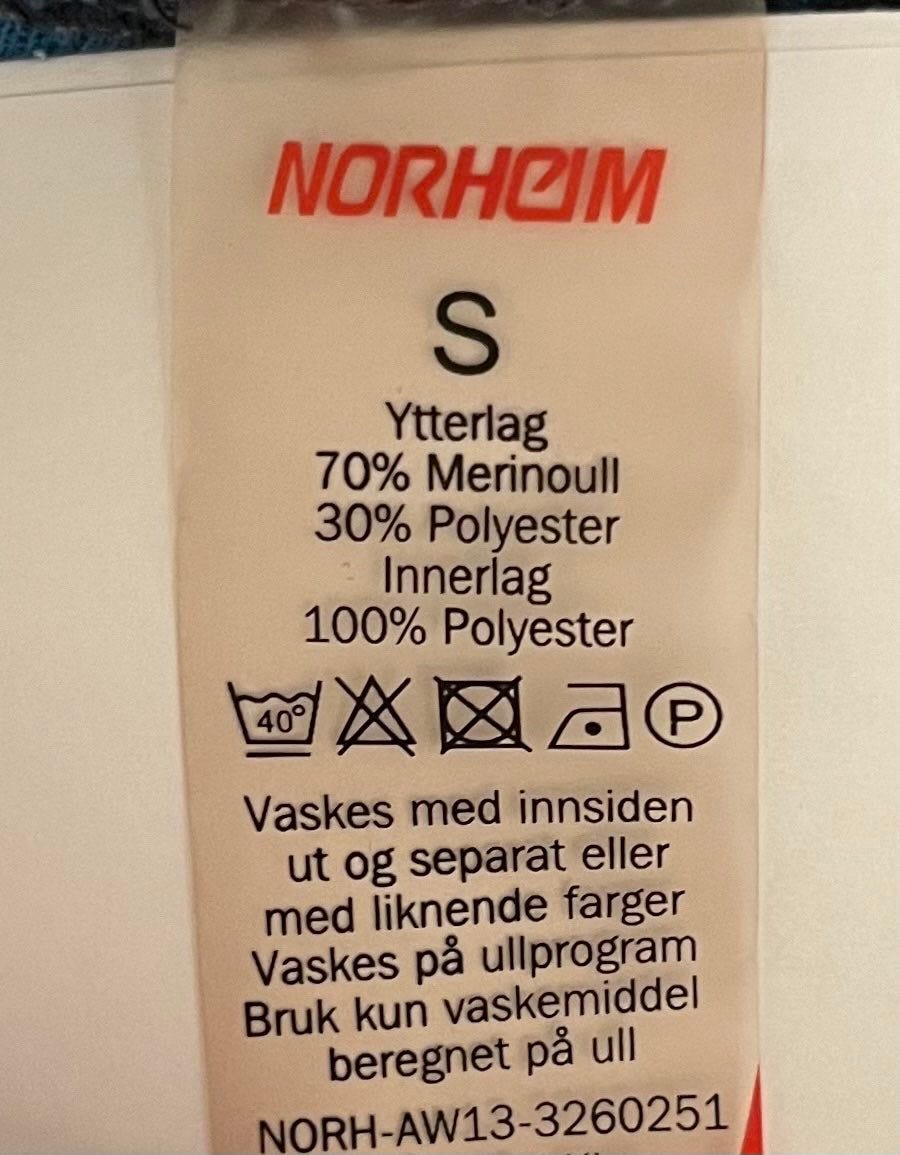 NORHEIM
S
Ytterlag
70% Merinoull
30% Polyester
Innerlag
100% Polyester
40° P
Vaskes med innsiden
ut og separat eller
med liknende farger
Vaskes på ullprogram
Bruk kun vaskemiddel
beregnet på ull
NORH-AW13-3260251